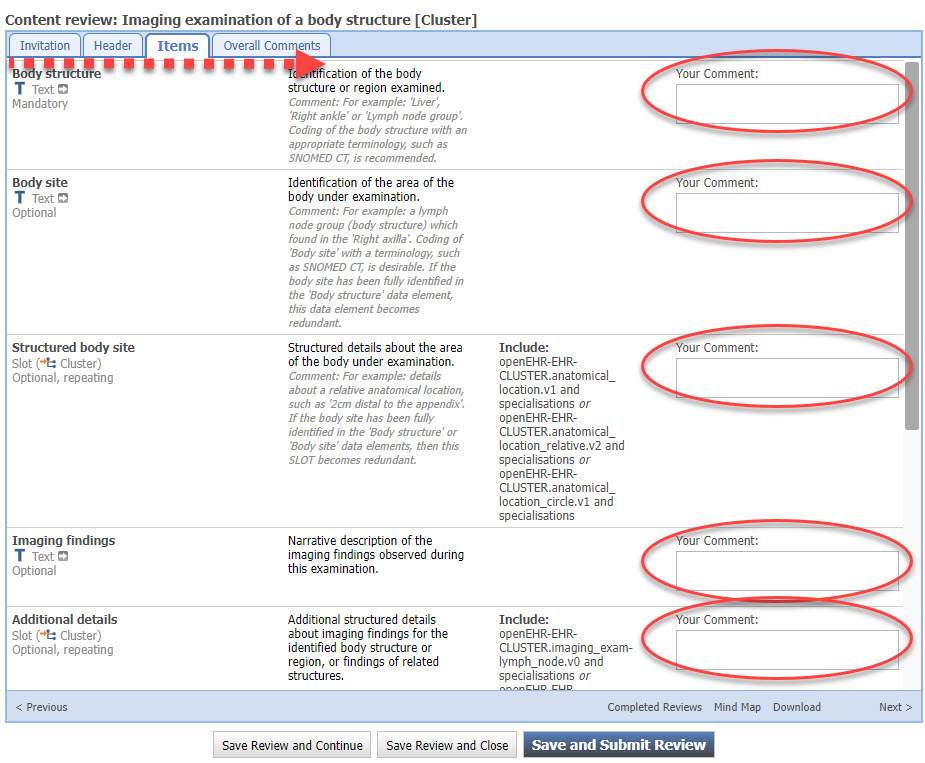 Content review: Imaging examination of a body structure [Cluster]
Invitation Header Items Overall Comments
Body structure
T Text
Mandatory
Identification of the body
structure or region examined.
Comment: For example: 'Liver',
'Right ankle' or 'Lymph node group'.
Coding of the body structure with an
appropriate terminology, such as
SNOMED CT, is recommended.
Your Comment:
Body site
T Text
Optional
Identification of the area of the
body under examination.
Comment: For example: a lymph
node group (body structure) which
found in the 'Right axilla'. Coding of
'Body site' with a terminology, such
as SNOMED CT, is desirable. If the
body site has been fully identified in
the 'Body structure' data element,
this data element becomes
redundant.
Your Comment:
Structured body site
Slot (Cluster)
Optional, repeating
Structured details about the area
of the body under examination.
Comment: For example: details
about a relative anatomical location,
such as '2cm distal to the appendix'.
If the body site has been fully
identified in the 'Body structure' or
'Body site' data elements, then this
SLOT becomes redundant.
Include:
openEHR-EHR-
CLUSTER.anatomical_
location.v1 and
specialisations or
openEHR-EHR-
CLUSTER.anatomical_
location_relative.v2 and
specialisations or
openEHR-EHR-
CLUSTER.anatomical_
location_circle.v1 and
specialisations
Your Comment:
Imaging findings
T Text
Optional
Narrative description of the
imaging findings observed during
this examination.
Your Comment:
Additional details
Slot (Cluster)
Optional, repeating
Additional structured details
about imaging findings for the
identified body structure or
region, or findings of related
structures.
Include:
openEHR-EHR-
CLUSTER.imaging_exam-
lymph_node.v0 and
specialisations or
openEHR-EHR-
Your Comment:
< Previous Completed Reviews Mind Map Download Next >
Save Review and Continue Save Review and Close Save and Submit Review